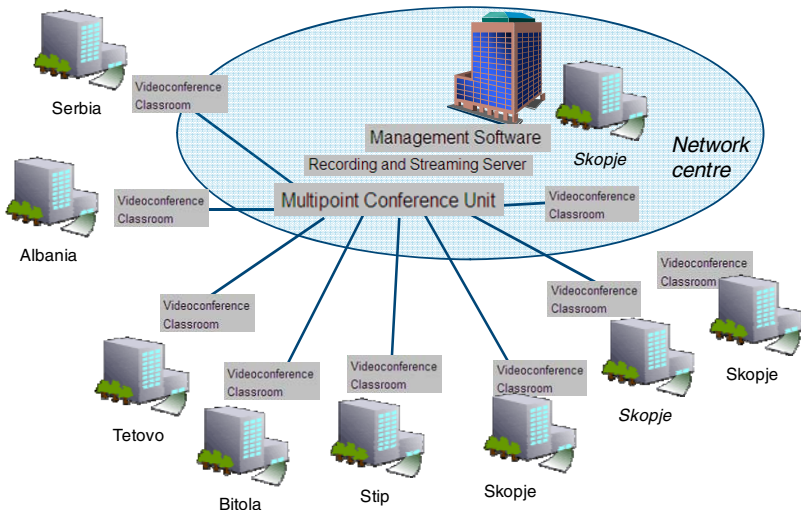 Serbia
Videoconference
Classroom
Management Software
Recording and Streaming Server
Multipoint Conference Unit
Skopje
Network
centre
Videoconference
Classroom
Albania
Videoconference
Classroom
Videoconference
Classroom
Tetovo
Videoconference
Classroom
Bitola
Videoconference
Classroom
Stip
Videoconference
Classroom
Skopje
Videoconference
Classroom
Skopje
Videoconference
Classroom
Skopje